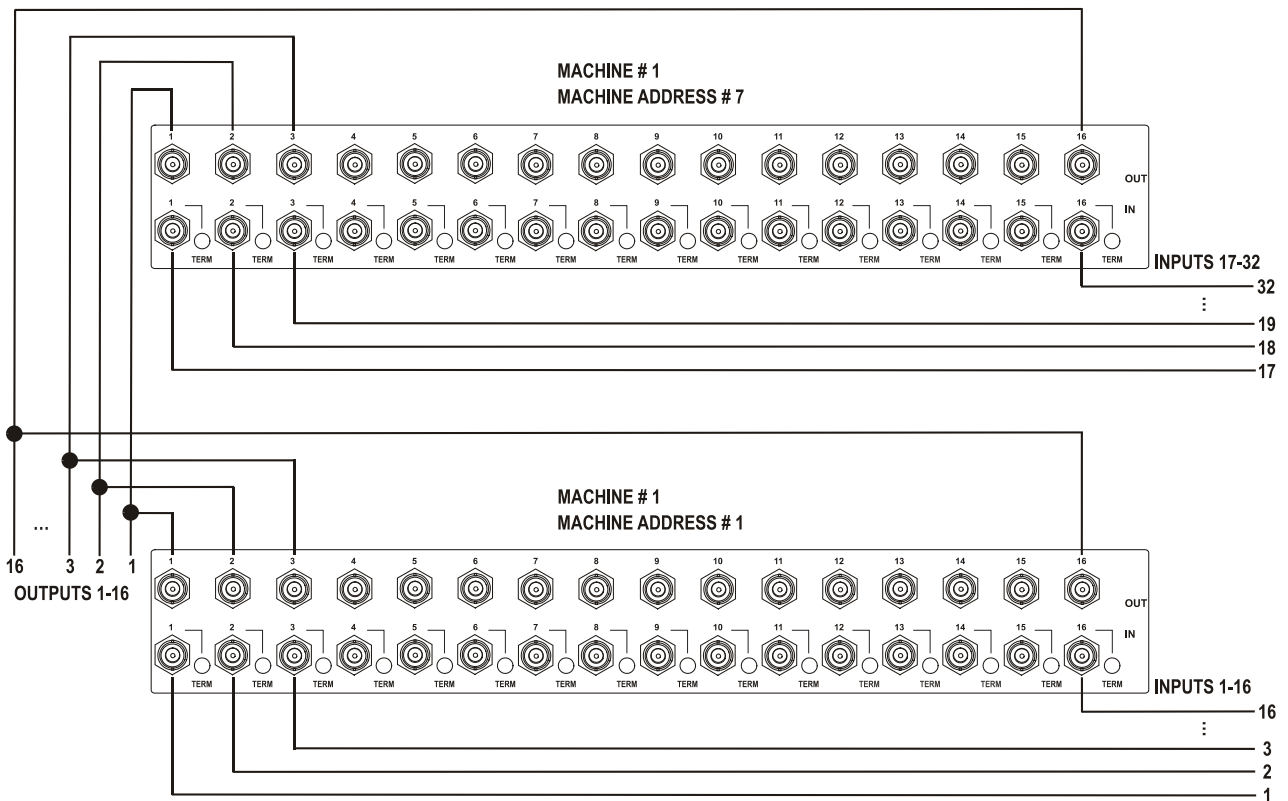 MACHINE # 1
MACHINE ADDRESS # 7
1 2 3 4 5 6 7 8 9 10 11 12 13 14 15 16
OUT
1 2 3 4 5 6 7 8 9 10 11 12 13 14 15 16
IN
TERM TERM TERM TERM TERM TERM TERM TERM TERM TERM TERM TERM TERM TERM TERM TERM
INPUTS 17-32
32
...
19
18
17
MACHINE # 1
MACHINE ADDRESS # 1
...
16 3 2 1
OUTPUTS 1-16
1 2 3 4 5 6 7 8 9 10 11 12 13 14 15 16
OUT
1 2 3 4 5 6 7 8 9 10 11 12 13 14 15 16
IN
TERM TERM TERM TERM TERM TERM TERM TERM TERM TERM TERM TERM TERM TERM TERM TERM
INPUTS 1-16
16
...
3
2
1